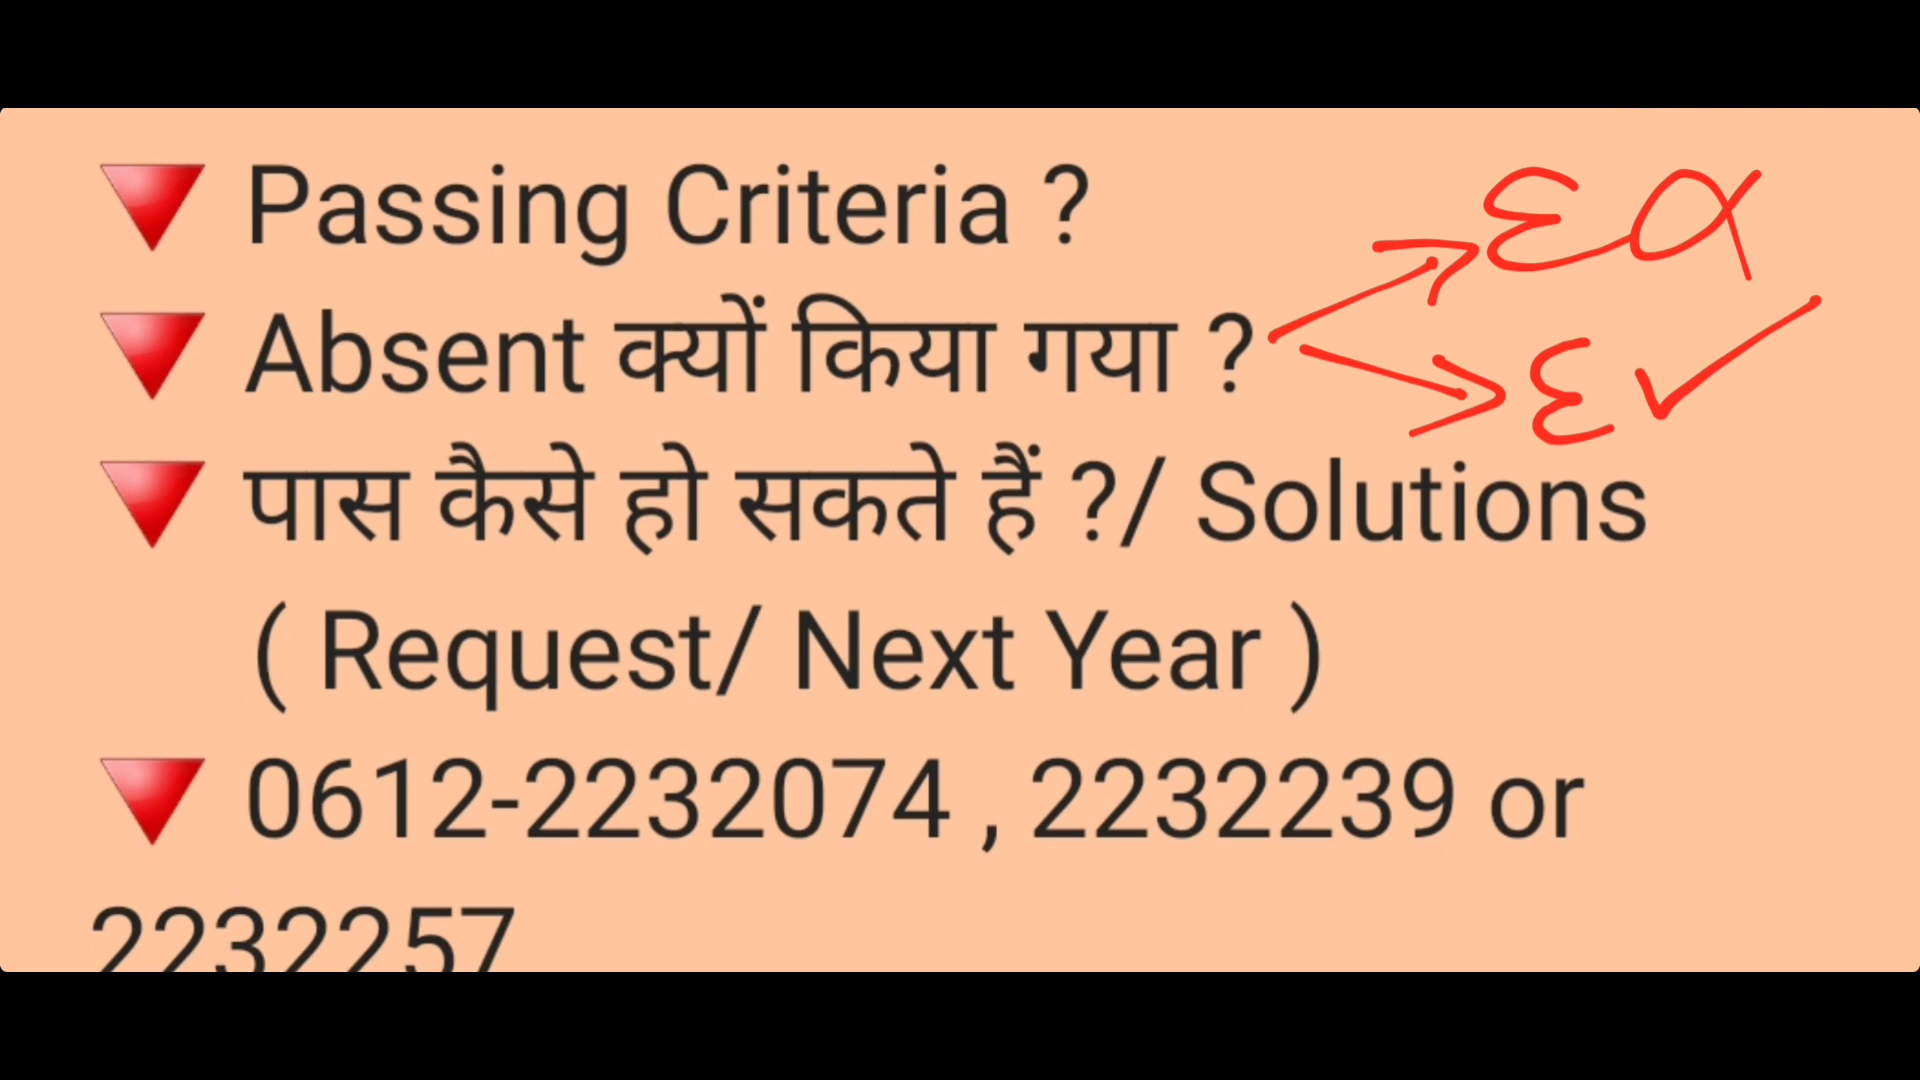 🔻 Passing Criteria ?
🔻 Absent क्यों किया गया ?
🔻 पास कैसे हो सकते हैं ?/ Solutions
( Request/ Next Year )
🔻 0612-2232074 , 2232239 or
2232257